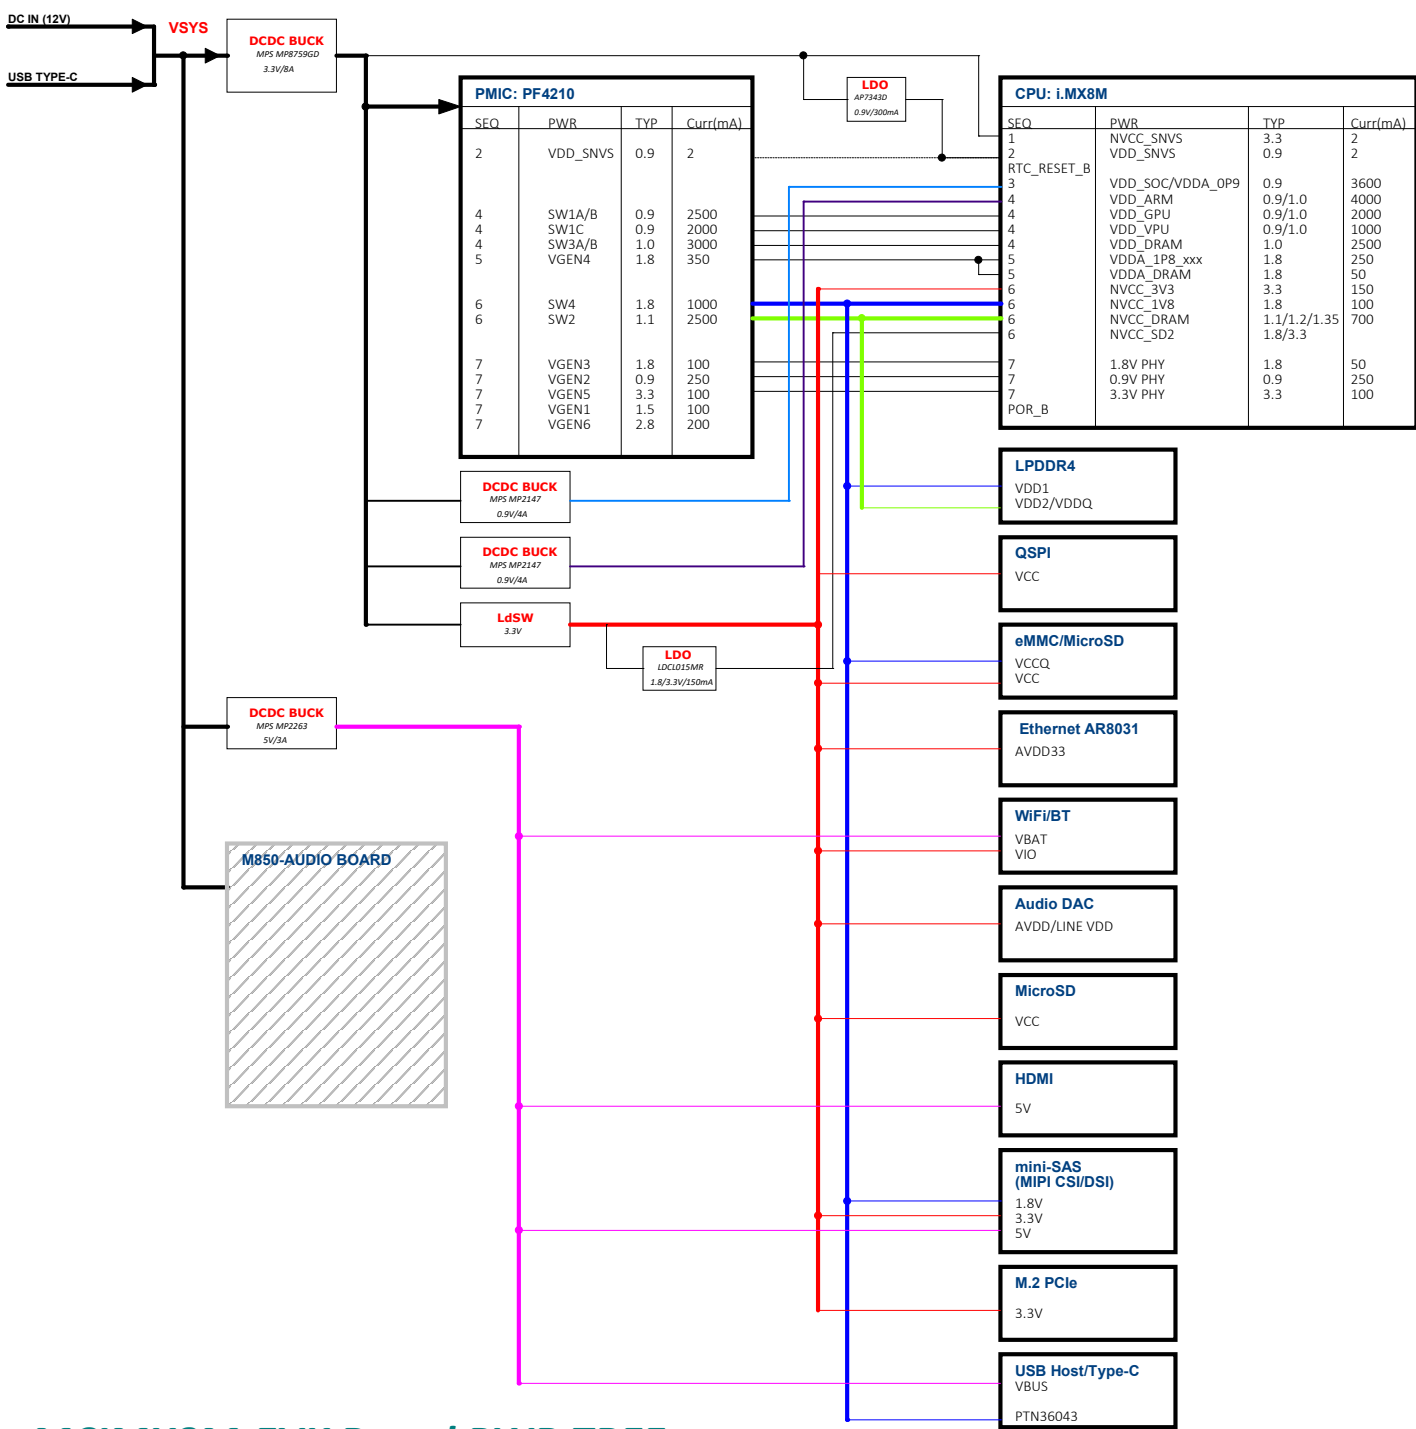 DC IN (12V)
USB TYPE-C
VSYS
DCDC BUCK
MPS MP8759GD
3.3V/8A
PMIC: PF4210
SEQ PWR TYP Curr(mA)
2 VDD_SNVS 0.9 2
4 SW1A/B 0.9 2500
4 SW1C 0.9 2000
4 SW3A/B 1.0 3000
5 VGEN4 1.8 350
6 SW4 1.8 1000
6 SW2 1.1 2500
7 VGEN3 1.8 100
7 VGEN2 0.9 250
7 VGEN5 3.3 100
7 VGEN1 1.5 100
7 VGEN6 2.8 200
LDO
AP7343D
0.9V/300mA
CPU: i.MX8M
SEQ PWR TYP Curr(mA)
1 NVCC_SNVS 3.3 2
2 VDD_SNVS 0.9 2
RTC_RESET_B
3 VDD_SOC/VDDA_0P9 0.9 3600
4 VDD_ARM 0.9/1.0 4000
4 VDD_GPU 0.9/1.0 2000
4 VDD_VPU 0.9/1.0 1000
4 VDD_DRAM 1.0 2500
5 VDDA_1P8_xxx 1.8 250
5 VDDA_DRAM 1.8 50
6 NVCC_3V3 3.3 150
6 NVCC_1V8 1.8 100
6 NVCC_DRAM 1.1/1.2/1.35 700
6 NVCC_SD2 1.8/3.3
7 1.8V PHY 1.8 50
7 0.9V PHY 0.9 250
7 3.3V PHY 3.3 100
POR_B
DCDC BUCK
MPS MP2147
0.9V/4A
DCDC BUCK
MPS MP2147
0.9V/4A
LdSW
3.3V
LDO
LDCL015MR
1.8/3.3V/150mA
DCDC BUCK
MPS MP2263
5V/3A
M850-AUDIO BOARD
LPDDR4
VDD1
VDD2/VDDQ
QSPI
VCC
eMMC/MicroSD
VCCQ
VCC
Ethernet AR8031
AVDD33
WiFi/BT
VBAT
VIO
Audio DAC
AVDD/LINE VDD
MicroSD
VCC
HDMI
5V
mini-SAS
(MIPI CSI/DSI)
1.8V
3.3V
5V
M.2 PCIe
3.3V
USB Host/Type-C
VBUS
PTN36043